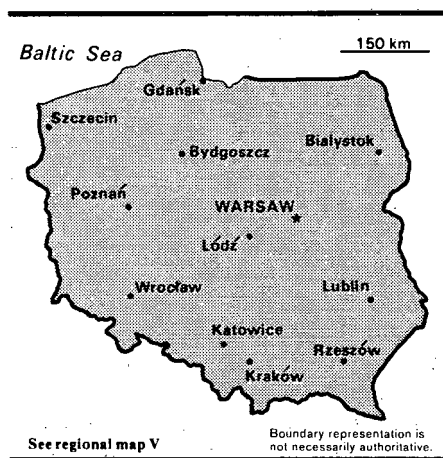 Baltic Sea
150 km
Gdańsk
Szczecin
Bydgoszcz
Bialystok
Poznań
WARSAW
Łódź
Wrocław
Lublin
Katowice
Rzeszów
Kraków
See regional map V
Boundary representation is
not necessarily authoritative.